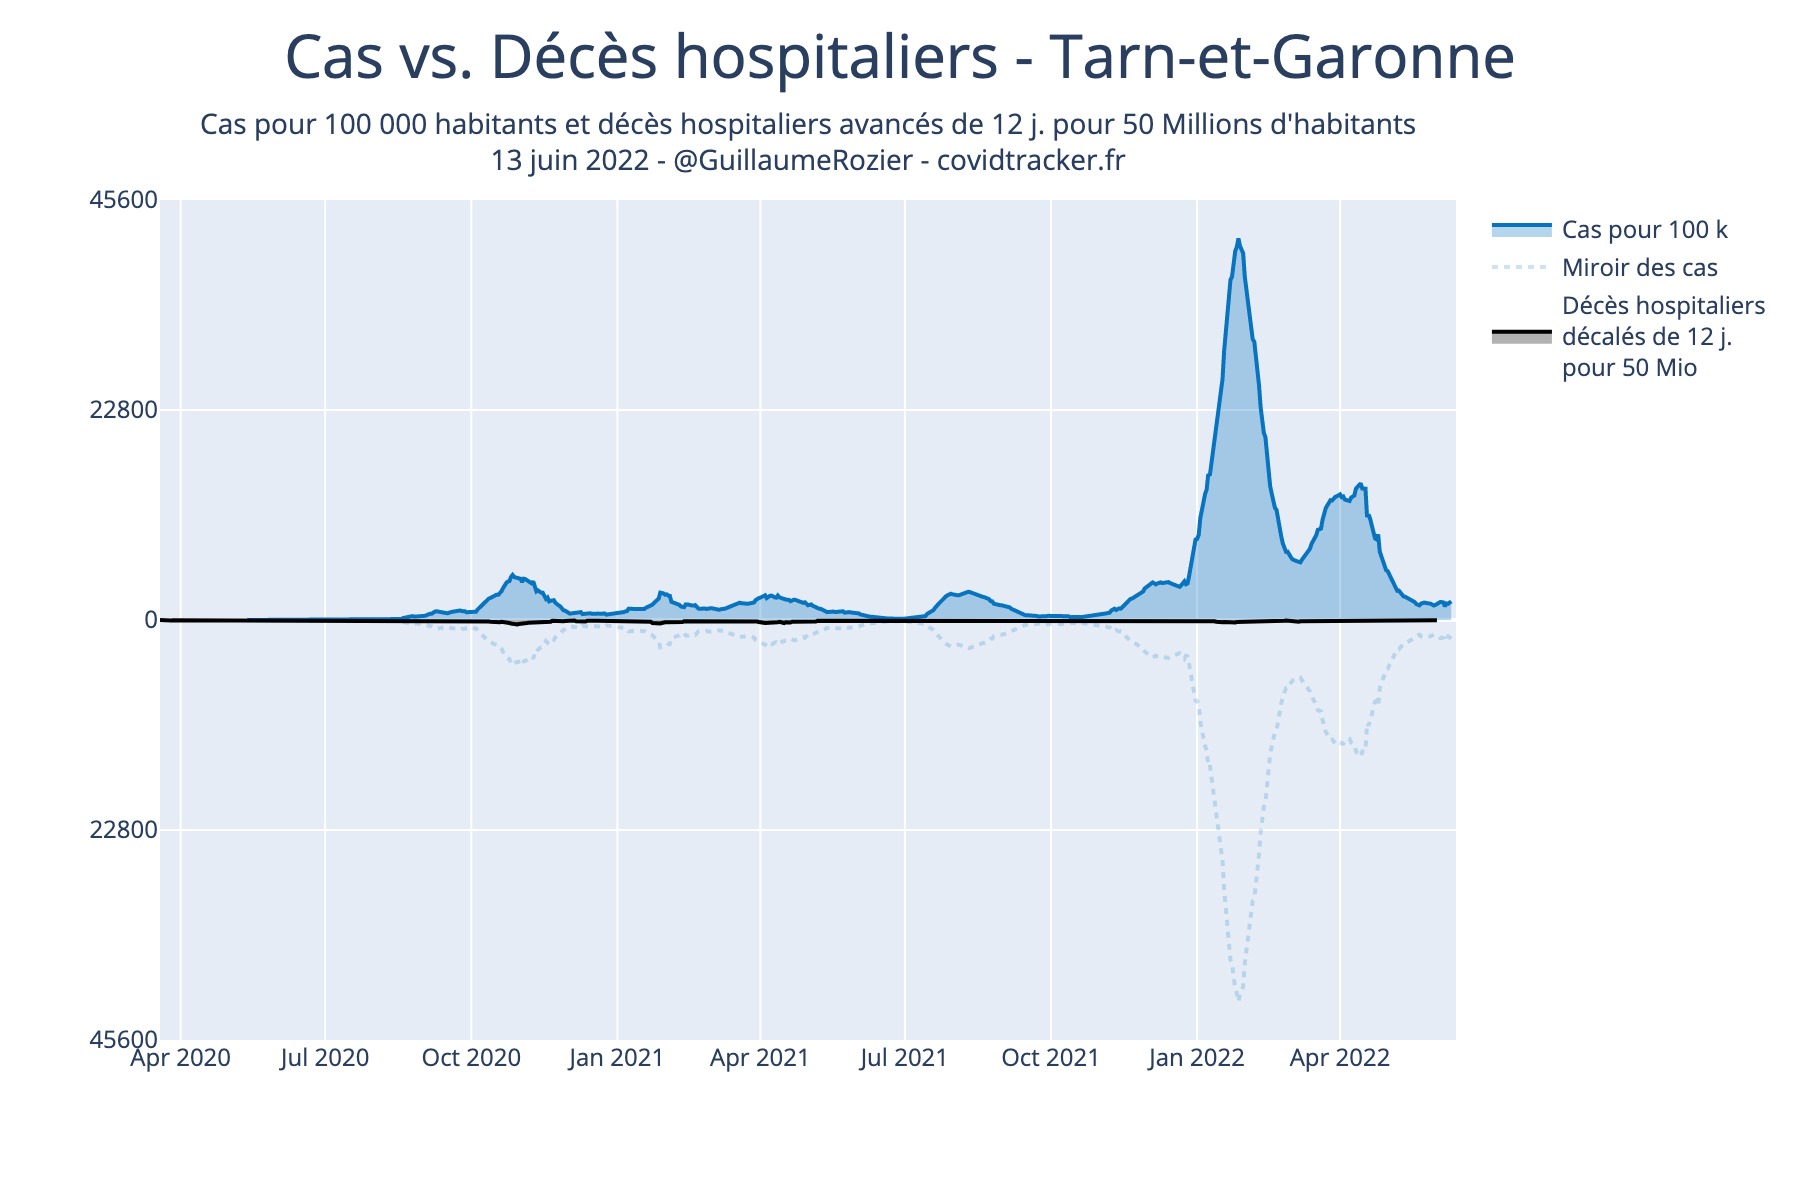 Cas vs. Décès hospitaliers - Tarn-et-Garonne
Cas pour 100 000 habitants et décès hospitaliers avancés de 12 j. pour 50 Millions d'habitants
13 juin 2022 - @GuillaumeRozier - covidtracker.fr
45600
22800
0
22800
45600
Apr 2020
Jul 2020
Oct 2020
Jan 2021
Apr 2021
Jul 2021
Oct 2021
Jan 2022
Apr 2022
Cas pour 100 k
Miroir des cas
Décès hospitaliers
décalés de 12 j.
pour 50 Mio